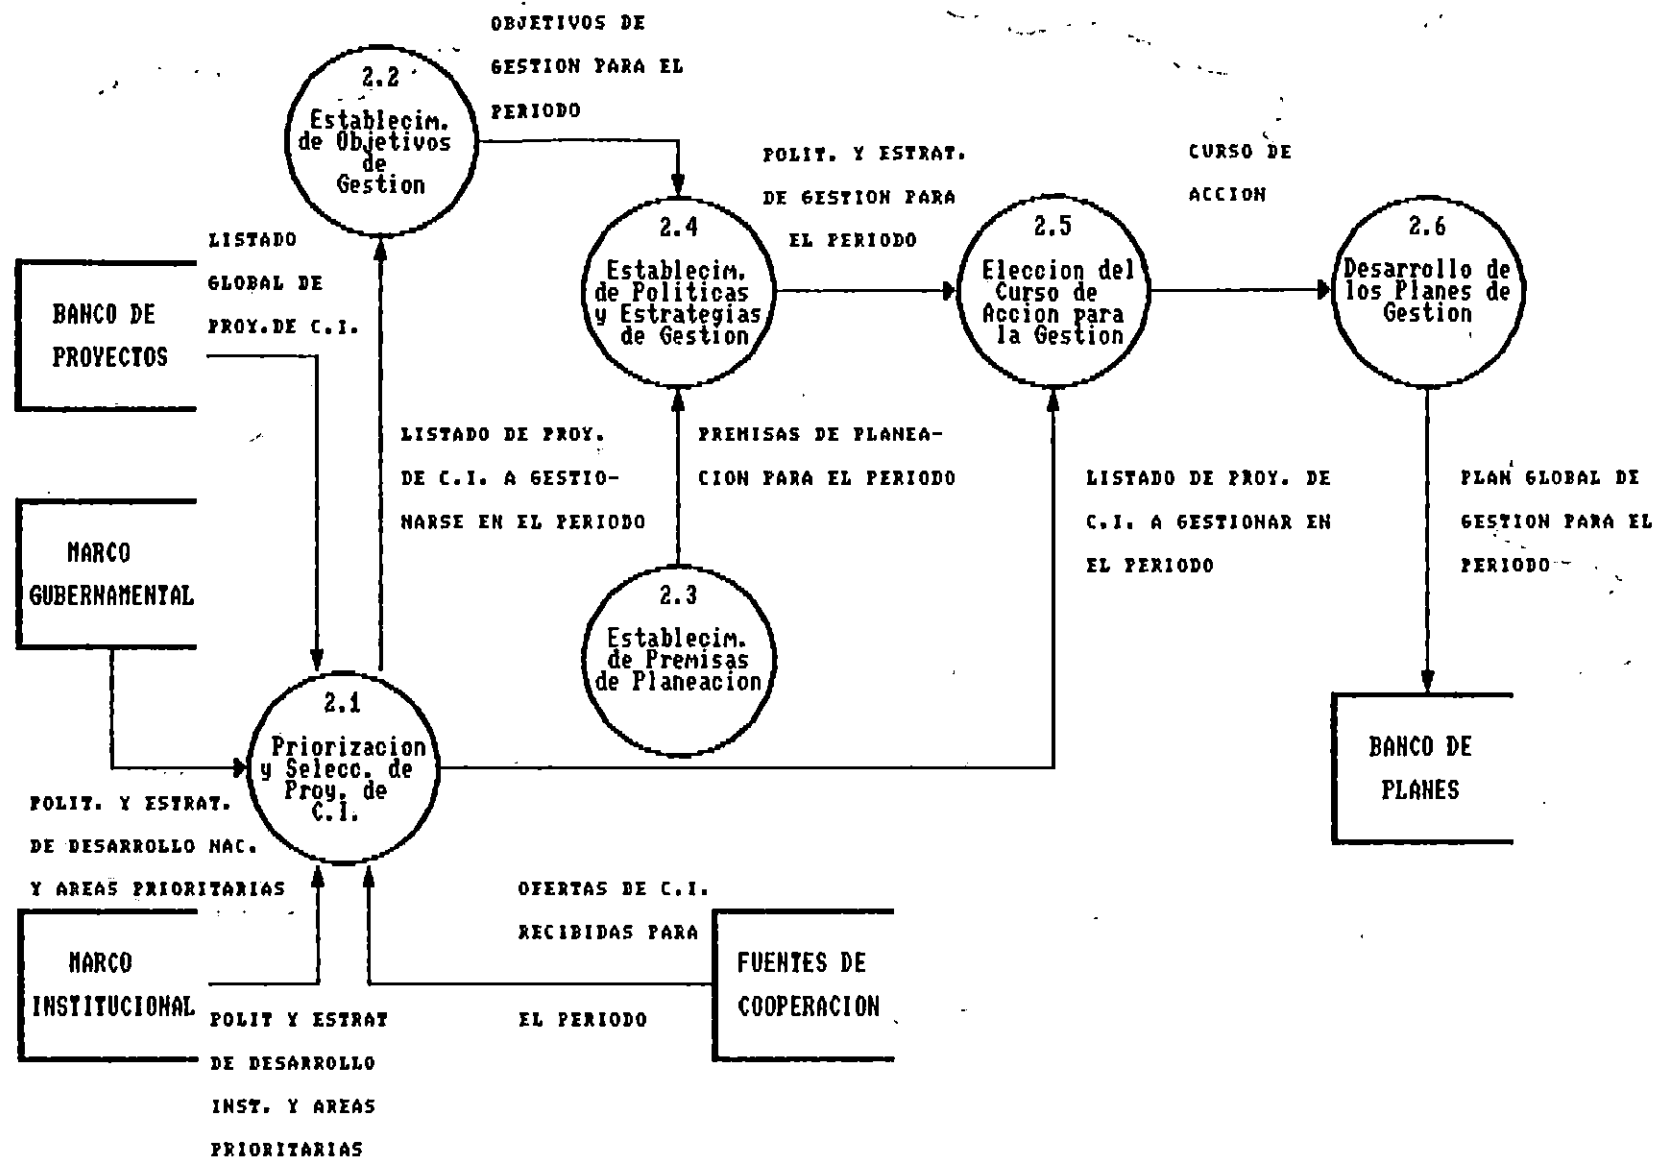 OBJETIVOS DE
GESTION PARA EL
PERIODO
2.2
Establecim.
de Objetivos
de
Gestion
LISTADO
GLOBAL DE
PROY.DE C.I.
BANCO DE
PROYECTOS
POLIT. Y ESTRAT.
DE GESTION PARA
EL PERIODO
CURSO DE
ACCION
2.4
Establecim.
de Politicas
y Estrategias
de Gestion
2.5
Eleccion del
Curso de
Accion para
la Gestion
2.6
Desarrollo de
los Planes de
Gestion
LISTADO DE PROY.
DE C.I. A GESTIO-
NARSE EN EL PERIODO
PREMISAS DE PLANEA-
CION PARA EL PERIODO
LISTADO DE PROY. DE
C.I. A GESTIONAR EN
EL PERIODO
PLAN GLOBAL DE
GESTION PARA EL
PERIODO
MARCO
GUBERNAMENTAL
2.3
Establecim.
de Premisas
de Planeacion
2.1
Priorizacion
y Selecc. de
Proy. de
C.I.
BANCO DE
PLANES
POLIT. Y ESTRAT.
DE DESARROLLO NAC.
Y AREAS PRIORITARIAS
MARCO
INSTITUCIONAL
OFERTAS DE C.I.
RECIBIDAS PARA
EL PERIODO
FUENTES DE
COOPERACION
POLIT Y ESTRAT
DE DESARROLLO
INST. Y AREAS
PRIORITARIAS